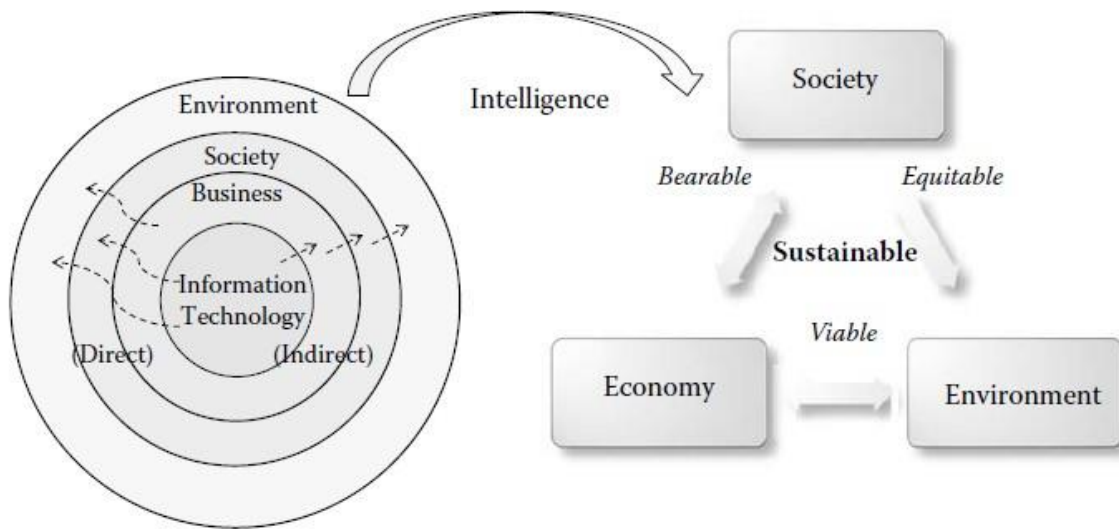 Environment
Society
Business
Information
Technology
(Direct)
(Indirect)
Intelligence
Society
Bearable
Equitable
Sustainable
Viable
Economy
Environment